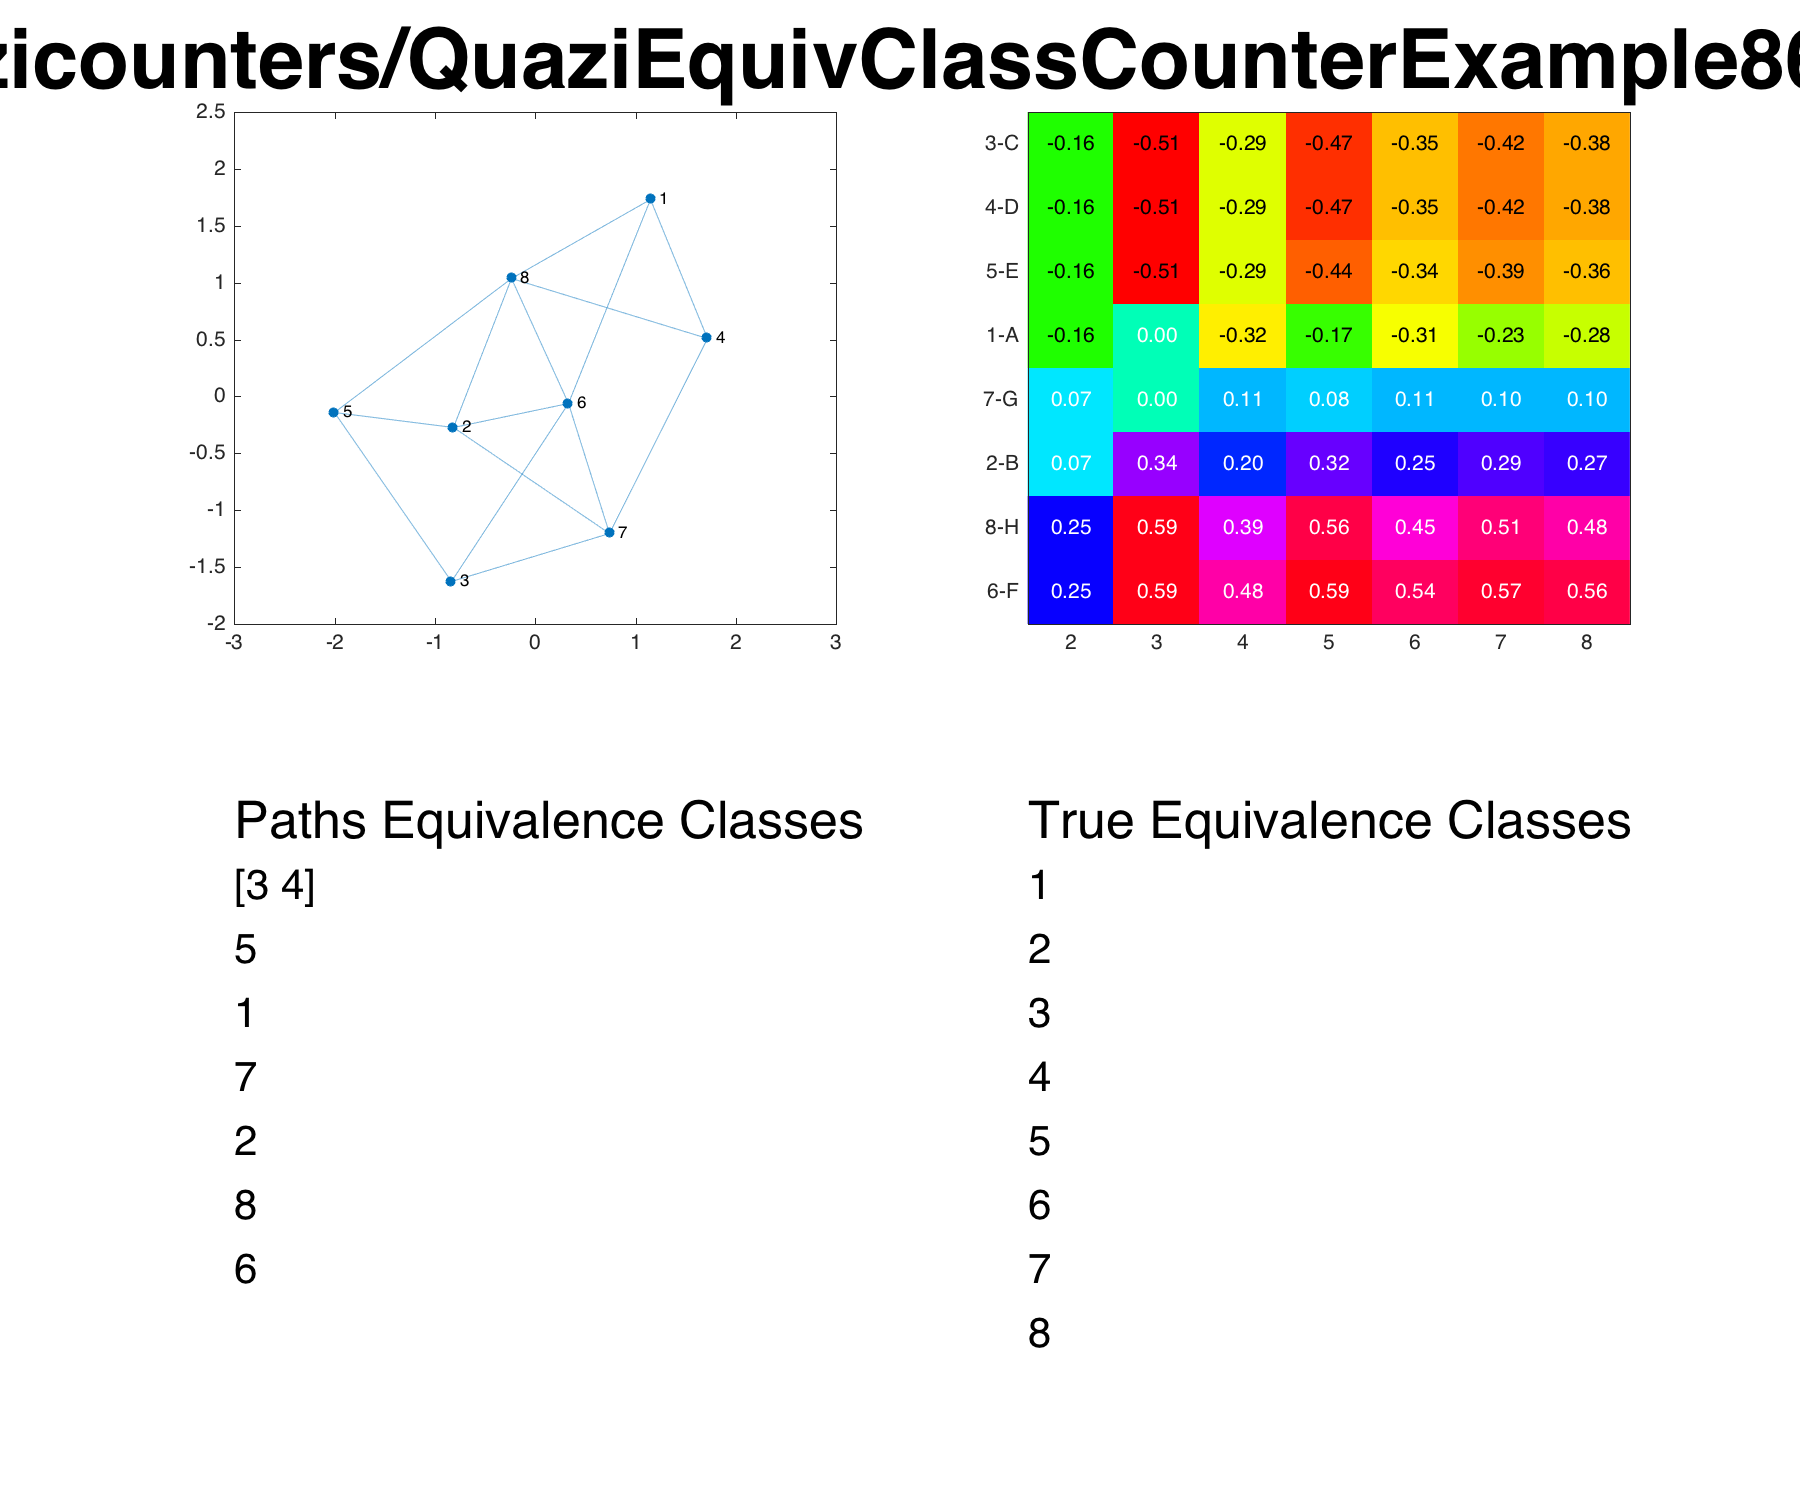 zicounters/QuaziEquivClassCounterExample86
2.5
2
1.5
1
0.5
0
-0.5
-1
-1.5
-2
-3 -2 -1 0 1 2 3
1
8
4
6
5
2
7
3
3-C -0.16 -0.51 -0.29 -0.47 -0.35 -0.42 -0.38
4-D -0.16 -0.51 -0.29 -0.47 -0.35 -0.42 -0.38
5-E -0.16 -0.51 -0.29 -0.44 -0.34 -0.39 -0.36
1-A -0.16 0.00 -0.32 -0.17 -0.31 -0.23 -0.28
7-G 0.07 0.00 0.11 0.08 0.11 0.10 0.10
2-B 0.07 0.34 0.20 0.32 0.25 0.29 0.27
8-H 0.25 0.59 0.39 0.56 0.45 0.51 0.48
6-F 0.25 0.59 0.48 0.59 0.54 0.57 0.56
2 3 4 5 6 7 8
Paths Equivalence Classes
[3 4]
5
1
7
2
8
6
True Equivalence Classes
1
2
3
4
5
6
7
8